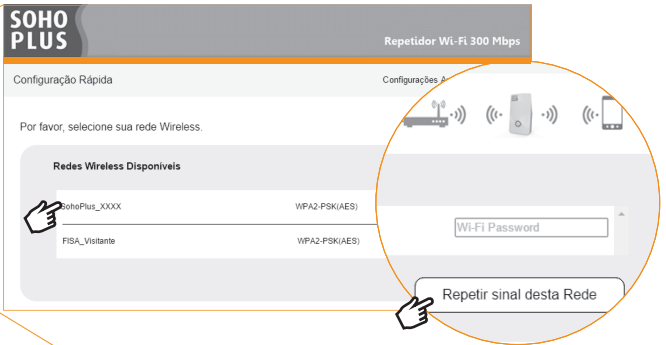 SOHO
PLUS
Repetidor Wi-Fi 300 Mbps
Configuração Rápida
Configurações A
Por favor, selecione sua rede Wireless.
Redes Wireless Disponíveis
SohoPlus_XXXX WPA2-PSK(AES)
Wi-Fi Password
FISA_Visitante WPA2-PSK(AES)
Repetir sinal desta Rede